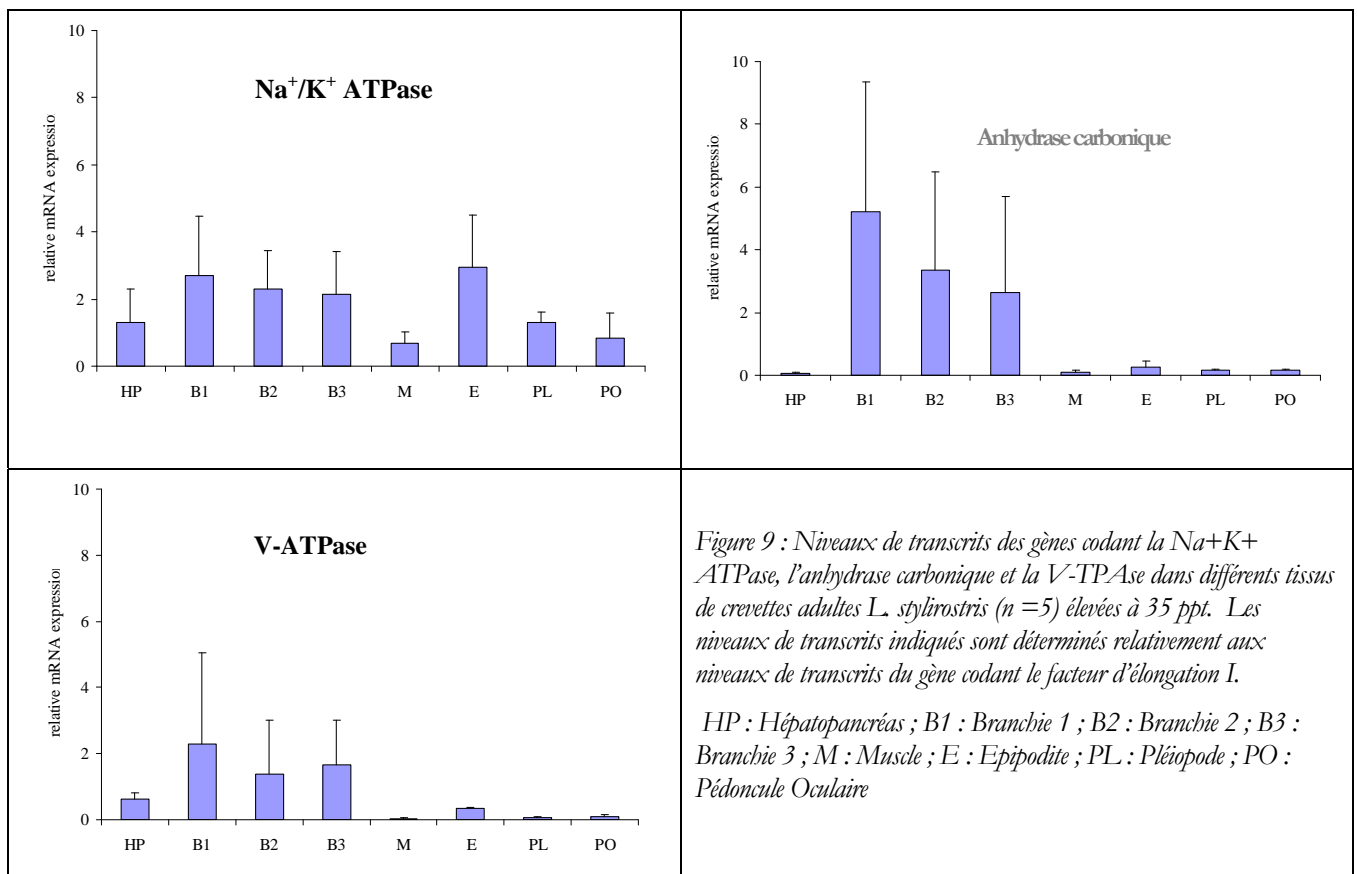 10
8
6
4
2
0
relative mRNA expressio
Na+/K+ ATPase
HP B1 B2 B3 M E PL PO
10
8
6
4
2
0
relative mRNA expressio
Anhydrase carbonique
HP B1 B2 B3 M E PL PO
10
8
6
4
2
0
relative mRNA expressio
V-ATPase
HP B1 B2 B3 M E PL PO
Figure 9 : Niveaux de transcrits des gènes codant la Na+K+
ATPase, l'anhydrase carbonique et la V-TPAse dans différents tissus
de crevettes adultes L. stylirostris (n =5) élevées à 35 ppt. Les
niveaux de transcrits indiqués sont déterminés relativement aux
niveaux de transcrits du gène codant le facteur d'élongation I.
HP : Hépatopancréas ; B1 : Branchie 1 ; B2 : Branchie 2 ; B3 :
Branchie 3 ; M : Muscle ; E : Epipodite ; PL : Pléiopode ; PO :
Pédoncule Oculaire